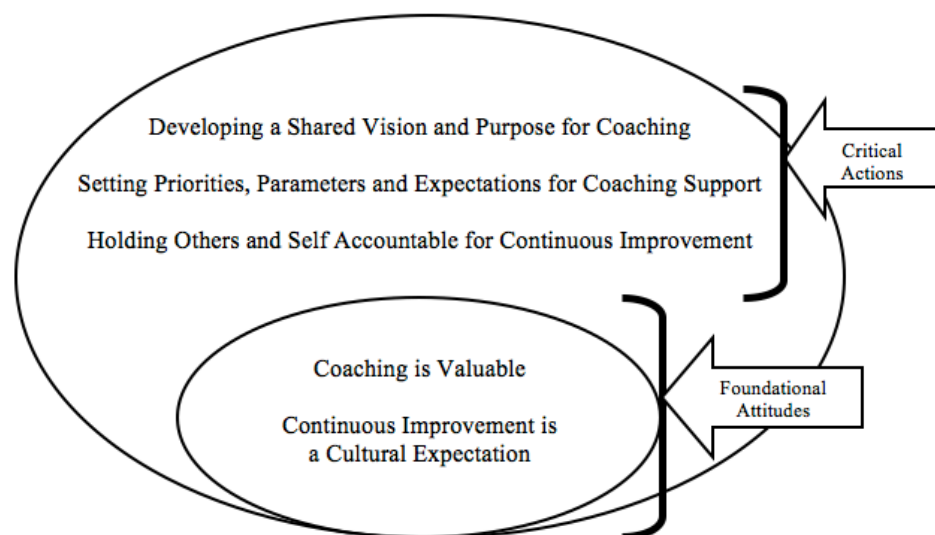 Developing a Shared Vision and Purpose for Coaching
Setting Priorities, Parameters and Expectations for Coaching Support
Holding Others and Self Accountable for Continuous Improvement
Critical
Actions
Coaching is Valuable
Continuous Improvement is
a Cultural Expectation
Foundational
Attitudes